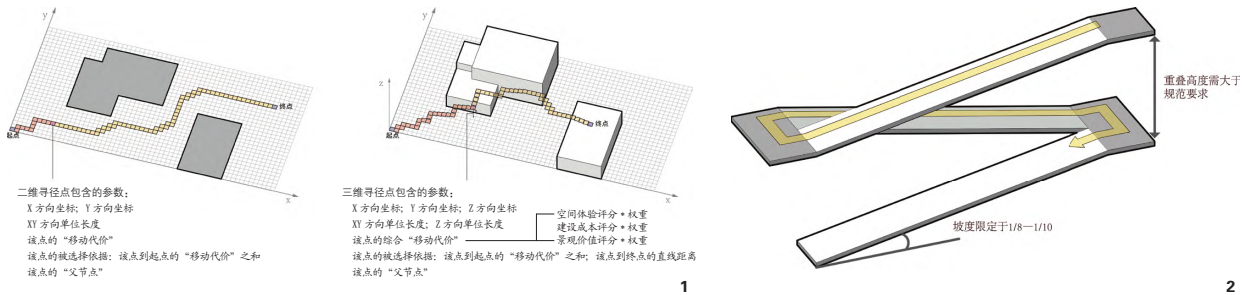 y
终点
起点
x
二维寻径点包含的参数：
X 方向坐标；Y 方向坐标
XY 方向单位长度
该点的“移动代价”
该点的被选择依据：该点到起点的“移动代价”之和
该点的“父节点”
y
z
终点
起点
x
三维寻径点包含的参数：
X 方向坐标；Y 方向坐标；Z 方向坐标
XY 方向单位长度；Z 方向单位长度
该点的综合“移动代价”
空间体验评分 * 权重
建设成本评分 * 权重
景观价值评分 * 权重
该点的被选择依据：该点到起点的“移动代价”之和；该点到终点的直线距离
该点的“父节点”
1
重叠高度需大于
规范要求
坡度限定于1/8—1/10
2